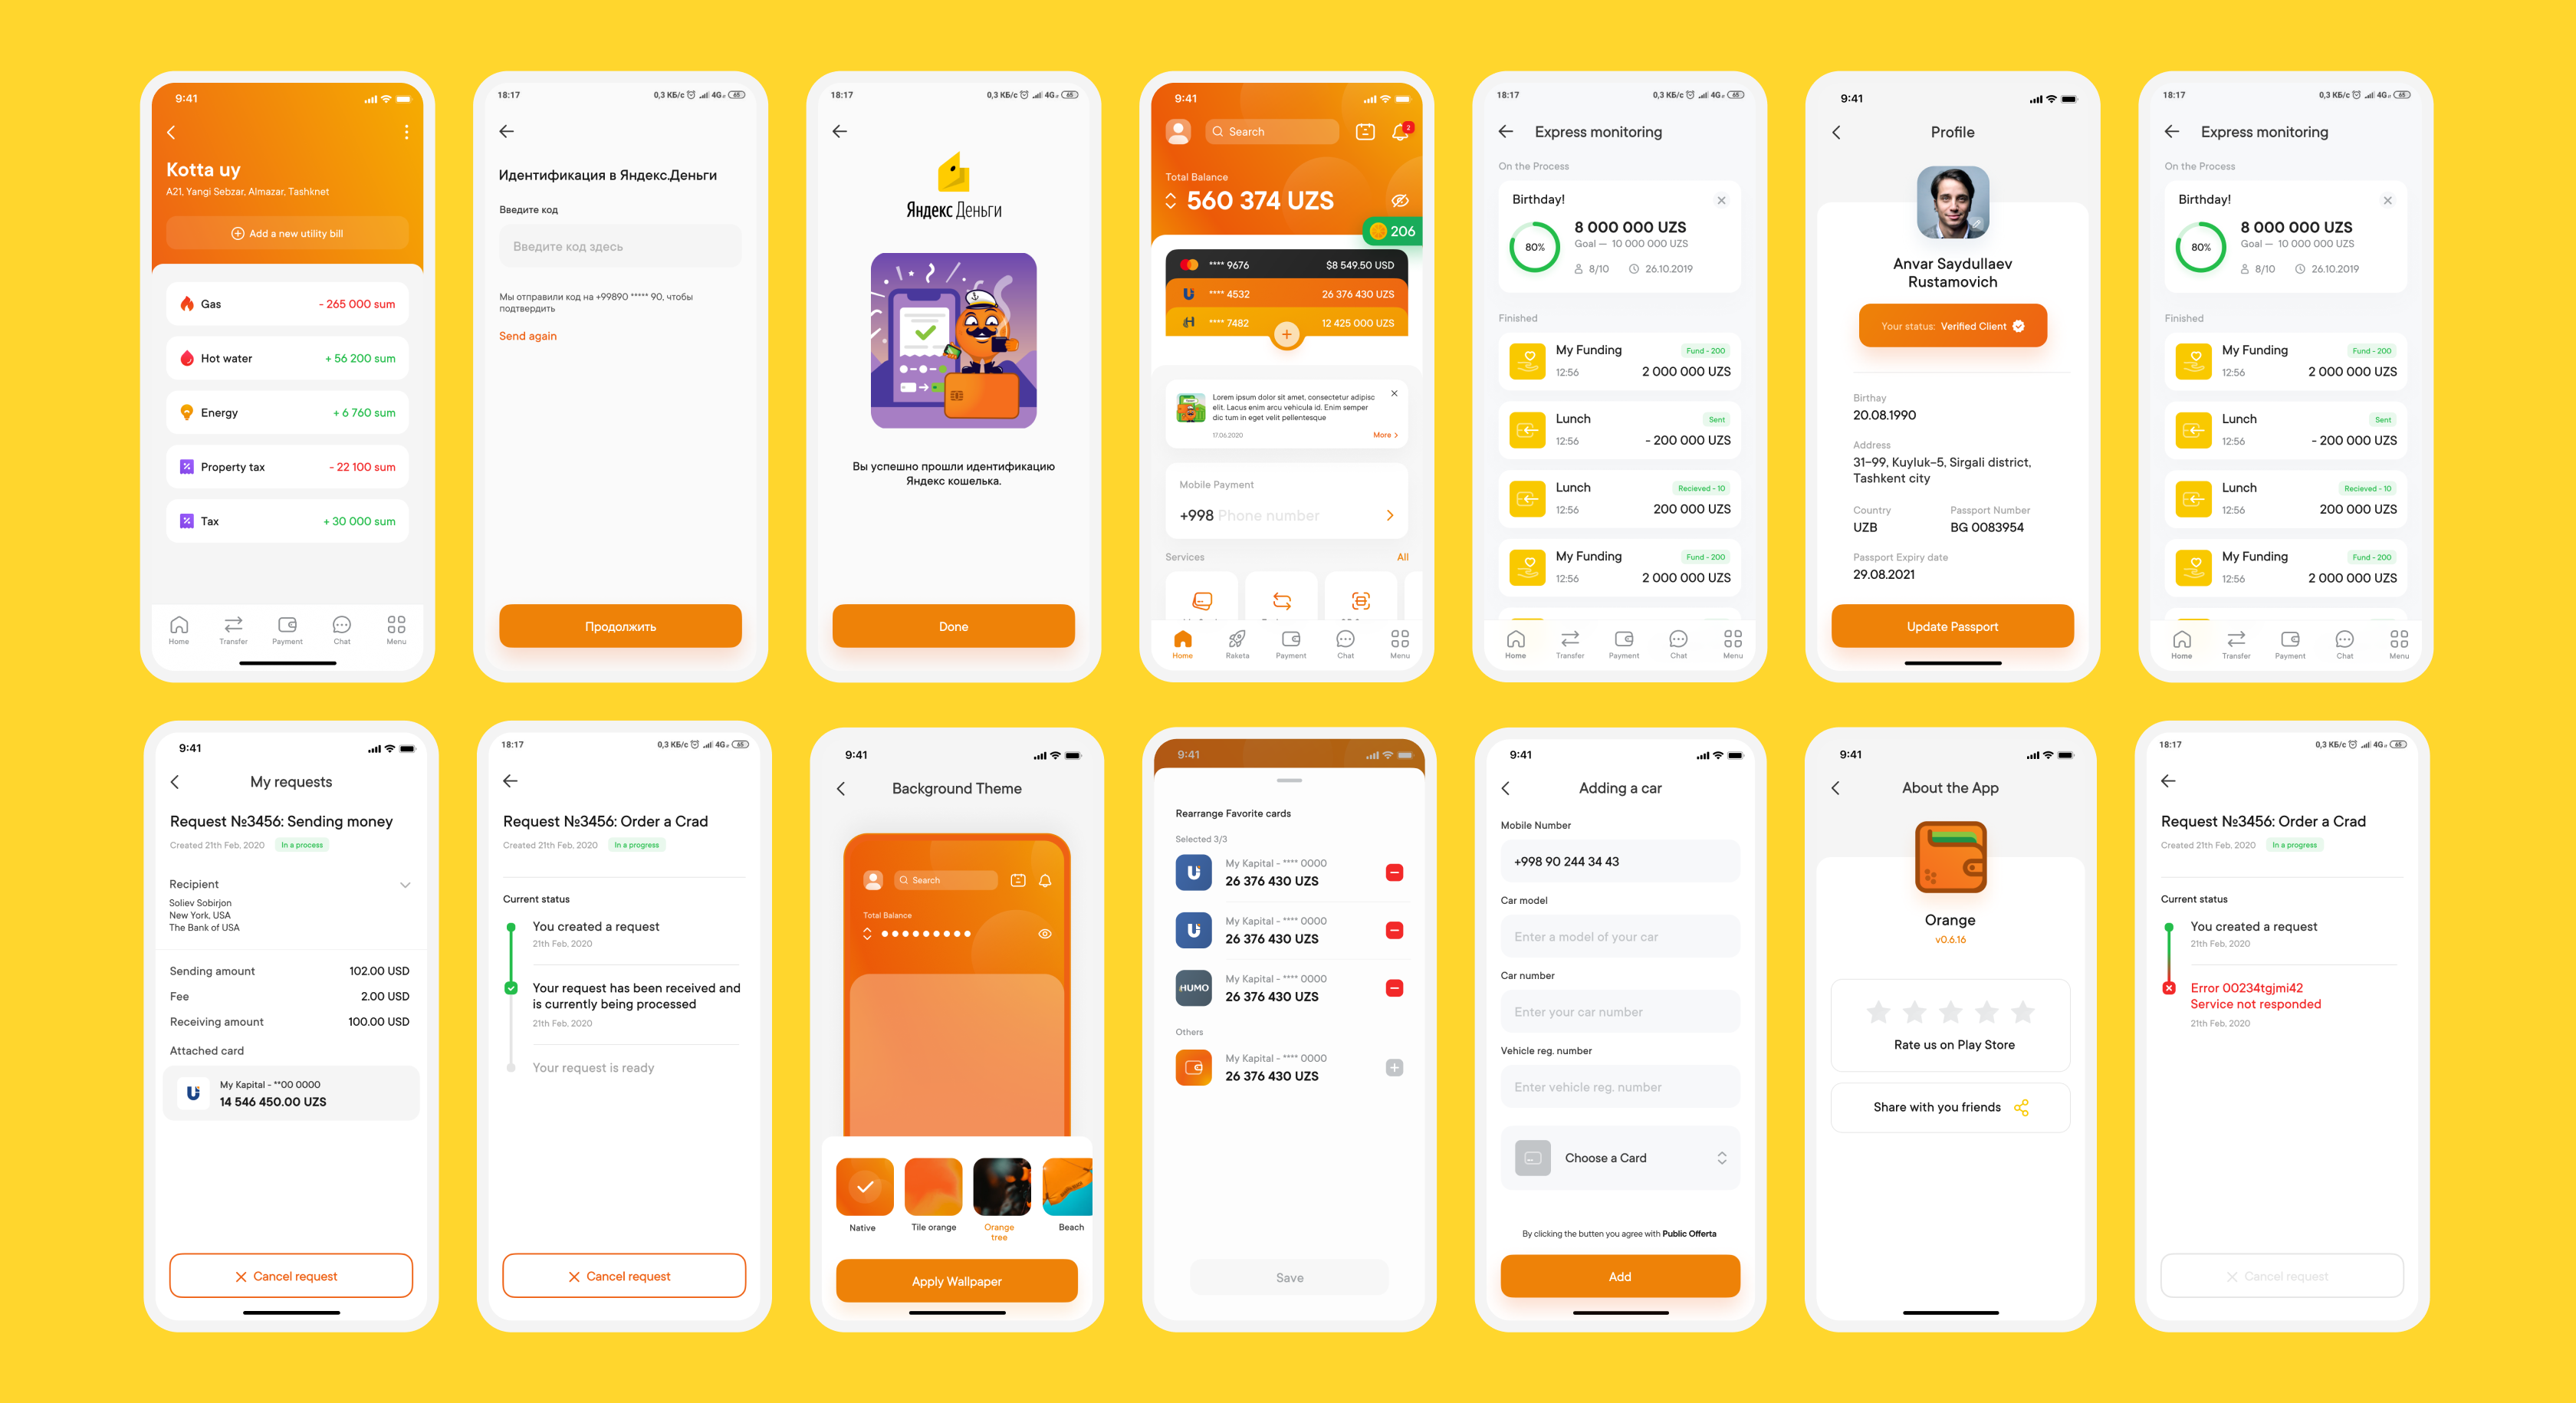 9:41
Kotta uy
A21, Yangi Sebzar, Almazar, Tashknet
Add a new utility bill
Gas - 265 000 sum
Hot water + 56 200 sum
Energy + 6 760 sum
Property tax - 22 100 sum
Tax + 30 000 sum
Home Transfer Payment Chat Menu
18:17 0,3 КБ/с 4G 65
Идентификация в Яндекс.Деньги
Введите код
Введите код здесь
Мы отправили код на +99890 ***** 90, чтобы
подтвердить
Send again
Продолжить
18:17 0,3 КБ/с 4G 65
Яндекс Деньги
Вы успешно прошли идентификацию
Яндекс кошелька.
Done
9:41
Search
2
Total Balance
560 374 UZS
206
**** 9676 $8 549.50 USD
**** 4532 26 376 430 UZS
**** 7482 12 425 000 UZS
Lorem ipsum dolor sit amet, consectetur adipisc
elit. Lacus enim arcu vehicula id. Enim semper
dic tum in eget velit pellentesque
17.06.2020 More
Mobile Payment
+998 Phone number
Services All
Home Raketa Payment Chat Menu
18:17 0,3 КБ/с 4G 65
Express monitoring
On the Process
Birthday!
80%
8 000 000 UZS
Goal — 10 000 000 UZS
8/10 26.10.2019
Finished
My Funding Fund - 200
12:56 2 000 000 UZS
Lunch Sent
12:56 - 200 000 UZS
Lunch Recieved - 10
12:56 200 000 UZS
My Funding Fund - 200
12:56 2 000 000 UZS
Home Transfer Payment Chat Menu
9:41
Profile
Anvar Saydullaev
Rustamovich
Your status: Verified Client
Birthay
20.08.1990
Address
31–99, Kuyluk–5, Sirgali district,
Tashkent city
Country Passport Number
UZB BG 0083954
Passport Expiry date
29.08.2021
Update Passport
18:17 0,3 КБ/с 4G 65
Express monitoring
On the Process
Birthday!
80%
8 000 000 UZS
Goal — 10 000 000 UZS
8/10 26.10.2019
Finished
My Funding Fund - 200
12:56 2 000 000 UZS
Lunch Sent
12:56 - 200 000 UZS
Lunch Recieved - 10
12:56 200 000 UZS
My Funding Fund - 200
12:56 2 000 000 UZS
Home Transfer Payment Chat Menu
9:41
My requests
Request №3456: Sending money
Created 21th Feb, 2020 In a process
Recipient
Soliev Sobirjon
New York, USA
The Bank of USA
Sending amount 102.00 USD
Fee 2.00 USD
Receiving amount 100.00 USD
Attached card
My Kapital - **00 0000
14 546 450.00 UZS
Cancel request
18:17 0,3 КБ/с 4G 65
Request №3456: Order a Crad
Created 21th Feb, 2020 In a progress
Current status
You created a request
21th Feb, 2020
Your request has been received and
is currently being processed
21th Feb, 2020
Your request is ready
Cancel request
9:41
Background Theme
Search
Total Balance
Native Tile orange Orange
tree Beach
Apply Wallpaper
9:41
Rearrange Favorite cards
Selected 3/3
My Kapital - **** 0000
26 376 430 UZS
My Kapital - **** 0000
26 376 430 UZS
HUMO
My Kapital - **** 0000
26 376 430 UZS
Others
My Kapital - **** 0000
26 376 430 UZS
Save
9:41
Adding a car
Mobile Number
+998 90 244 34 43
Car model
Enter a model of your car
Car number
Enter your car number
Vehicle reg. number
Enter vehicle reg. number
Choose a Card
By clicking the butten you agree with Public Offerta
Add
9:41
About the App
Orange
v0.6.16
Rate us on Play Store
Share with you friends
18:17 0,3 КБ/с 4G 65
Request №3456: Order a Crad
Created 21th Feb, 2020 In a progress
Current status
You created a request
21th Feb, 2020
Error 00234tgjmi42
Service not responded
21th Feb, 2020
Cancel request